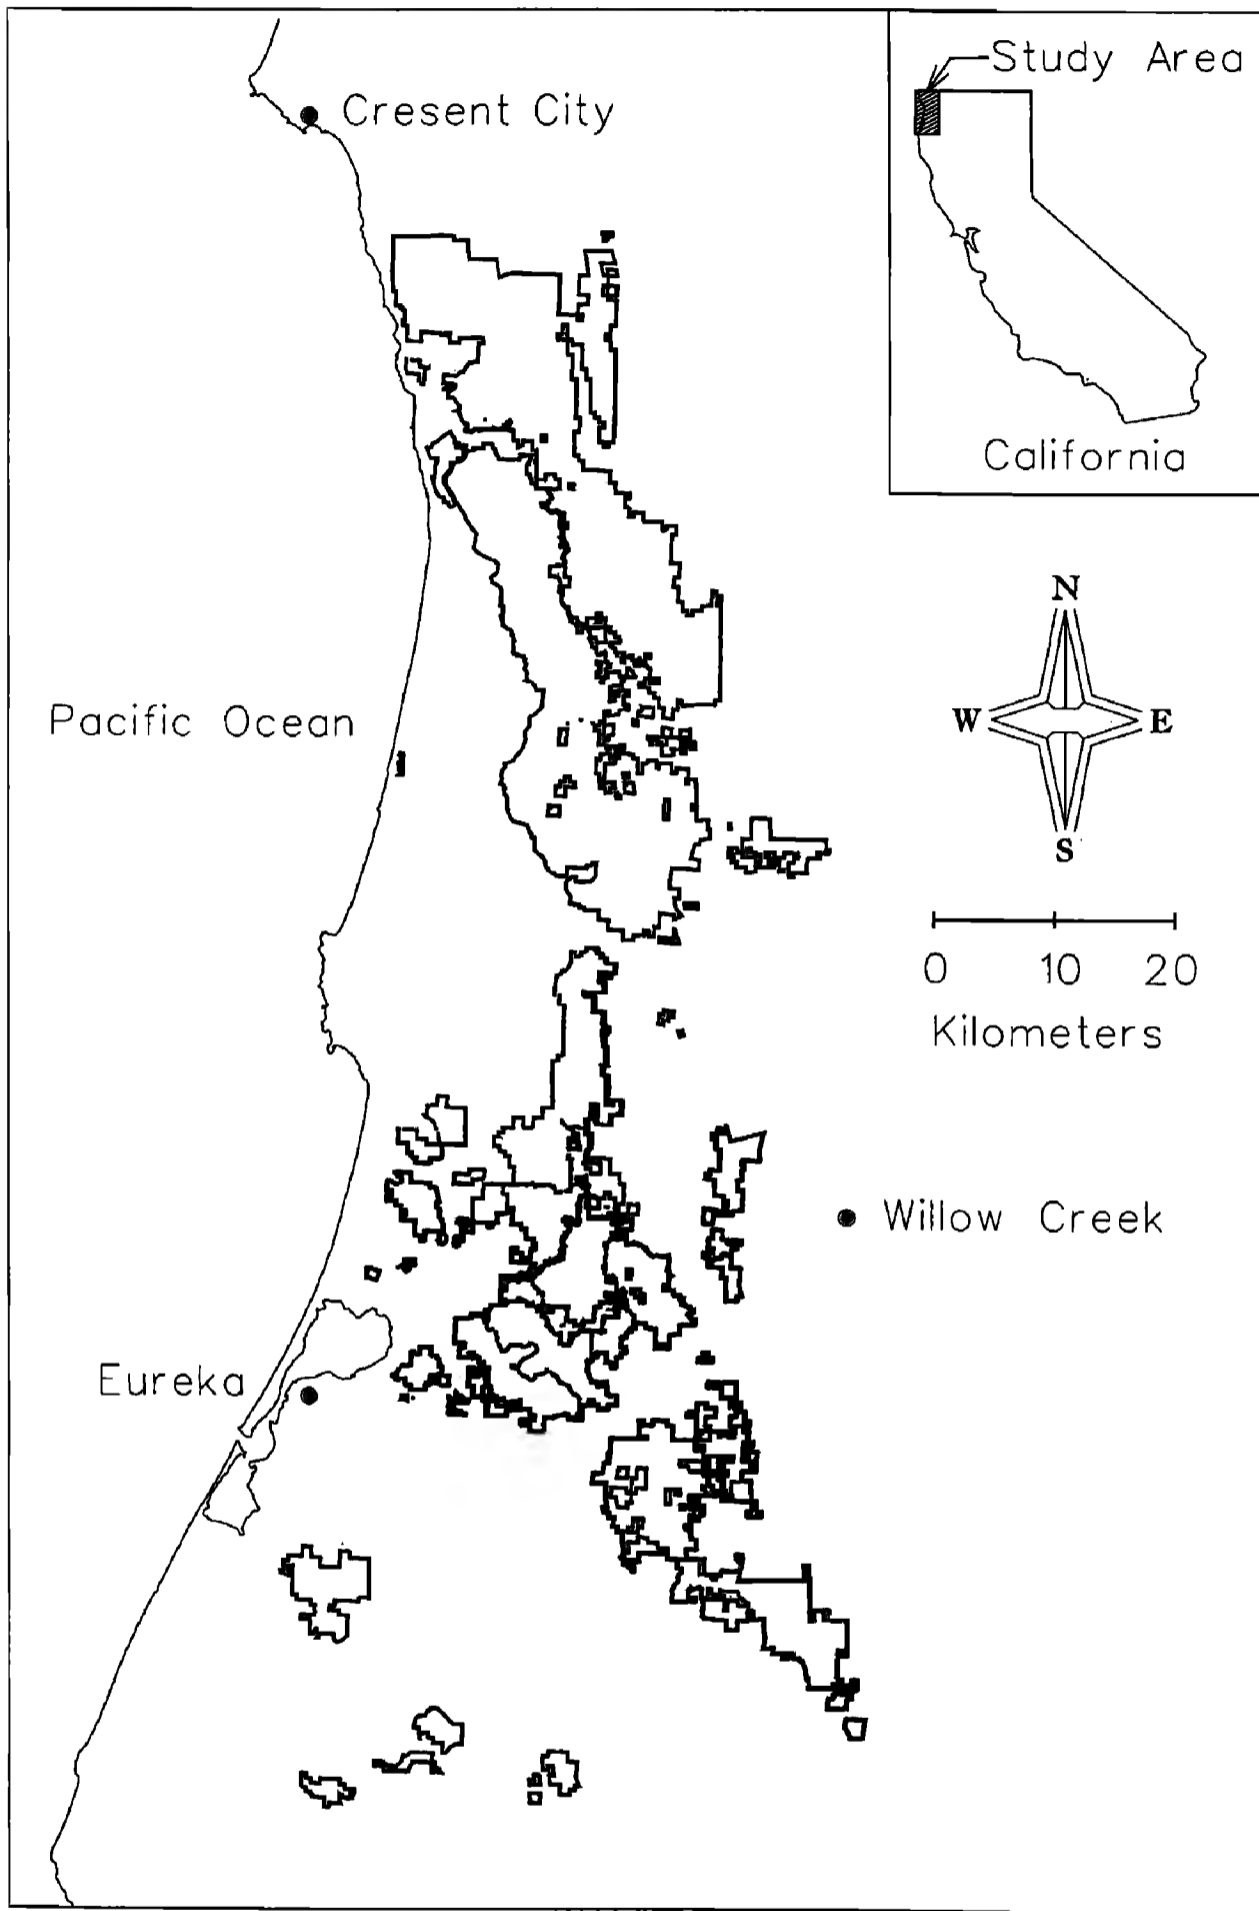 Study Area
Cresent City
California
N
W E
S
Pacific Ocean
0 10 20
Kilometers
Willow Creek
Eureka